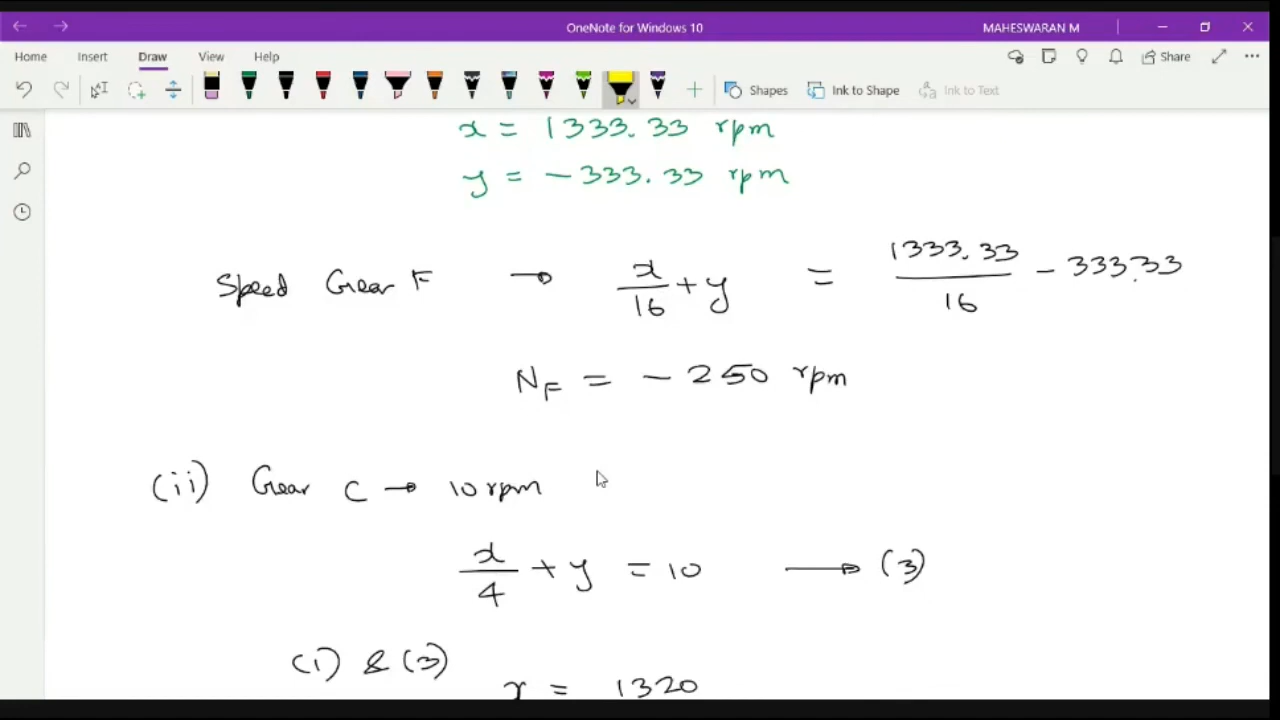 OneNote for Windows 10
MAHESWARAN M
Home Insert Draw View Help
Share
Shapes Ink to Shape Ink to Text
x = 1333.33 rpm
y = - 333.33 rpm
Speed Gear F → x/16 + y = 1333.33/16 - 333.33
N_F = - 250 rpm
(ii) Gear C → 10 rpm
x/4 + y = 10 → (3)
(1) & (3)
x = 1320